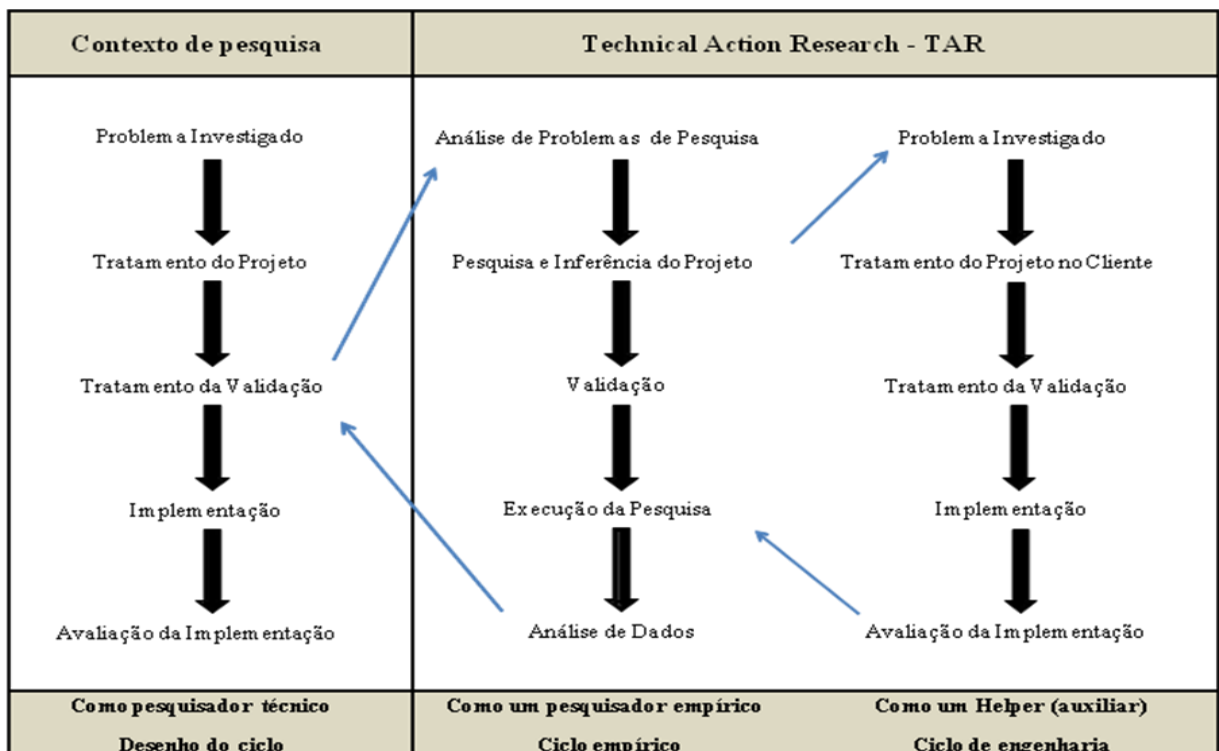 Contexto de pesquisa
Technical Action Research - TAR
Problema Investigado
Tratamento do Projeto
Tratamento da Validação
Implementação
Avaliação da Implementação
Análise de Problemas de Pesquisa
Pesquisa e Inferência do Projeto
Validação
Execução da Pesquisa
Análise de Dados
Problema Investigado
Tratamento do Projeto no Cliente
Tratamento da Validação
Implementação
Avaliação da Implementação
Como pesquisador técnico
Desenho do ciclo
Como um pesquisador empírico
Ciclo empírico
Como um Helper (auxiliar)
Ciclo de engenharia